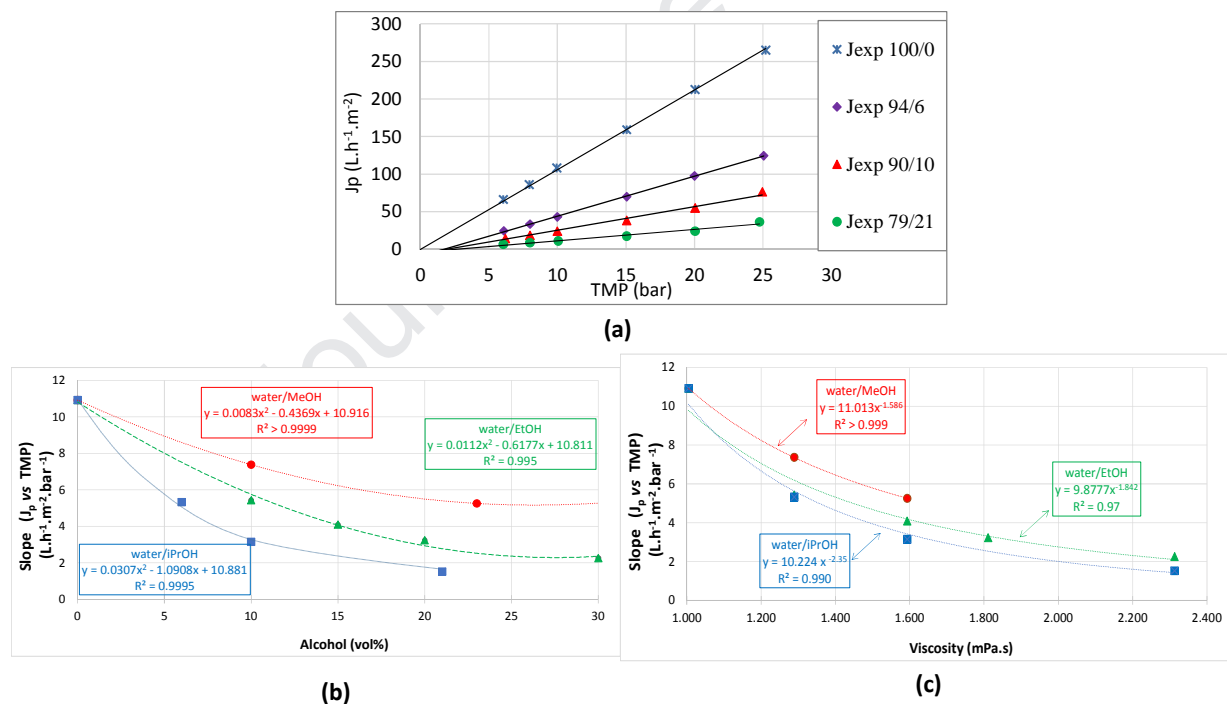 300
250
200
150
100
50
0
Jp (L.h-1.m-2)
0 5 10 15 20 25 30
TMP (bar)
Jexp 100/0
Jexp 94/6
Jexp 90/10
Jexp 79/21
(a)
12
10
8
6
4
2
0
Slope (Jp vs TMP)
(L.h-1.m-2.bar-1)
water/MeOH
y = 0.0083x² - 0.4369x + 10.916
R² > 0.9999
water/EtOH
y = 0.0112x² - 0.6177x + 10.811
R² = 0.995
water/iPrOH
y = 0.0307x² - 1.0908x + 10.881
R² = 0.9995
0 5 10 15 20 25 30
Alcohol (vol%)
(b)
12
10
8
6
4
2
0
Slope (Jp vs TMP)
(L.h-1.m-2.bar-1)
water/MeOH
y = 11.013x-1.586
R² > 0.999
water/EtOH
y = 9.8777x-1.842
R² = 0.97
water/iPrOH
y = 10.224 x -2.35
R² = 0.990
1.000 1.200 1.400 1.600 1.800 2.000 2.200 2.400
Viscosity (mPa.s)
(c)